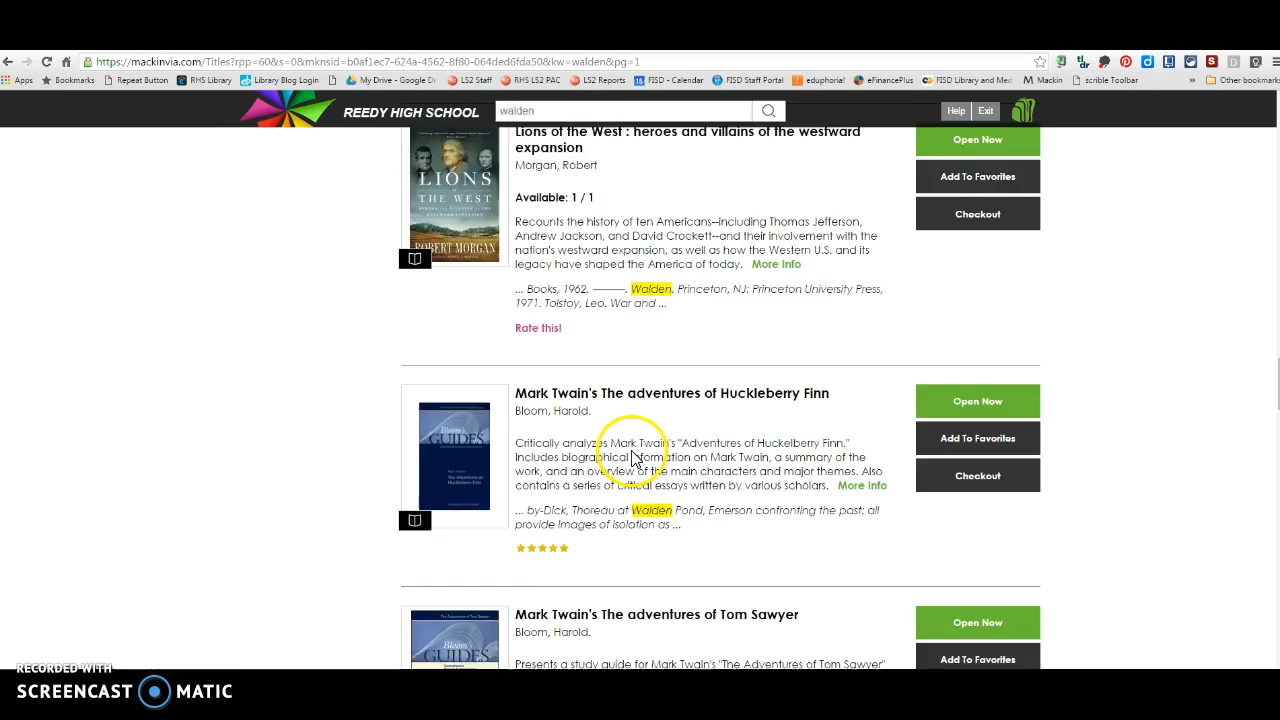 https://mackinvia.com/Titles?rpp=60&s=0&mknsid=b0af1ec7-624a-4562-8f80-064ded6fda50&kw=walden&pg=1
Apps Bookmarks Repeat Button RHS Library Library Blog Login My Drive - Google Dr LS2 Staff RHS LS2 PAC LS2 Reports FISD - Calendar FISD Staff Portal eduphoria! eFinancePlus FISD Library and Med Mackin scrible Toolbar » Other bookmarks
REEDY HIGH SCHOOL walden Help Exit
Lions of the West : heroes and villains of the westward
expansion
Morgan, Robert
Available: 1 / 1
Recounts the history of ten Americans--including Thomas Jefferson,
Andrew Jackson, and David Crockett--and their involvement with the
nation's westward expansion, as well as how the Western U.S. and its
legacy have shaped the America of today. More Info
... Books, 1962. ———. Walden. Princeton, NJ: Princeton University Press,
1971. Tolstoy, Leo. War and ...
Rate this!
LIONS
OF
THE WEST
ROBERT MORGAN
Open Now
Add To Favorites
Checkout
Mark Twain's The adventures of Huckleberry Finn
Bloom, Harold.
Critically analyzes Mark Twain's "Adventures of Huckelberry Finn."
Includes biographical information on Mark Twain, a summary of the
work, and an overview of the main characters and major themes. Also
contains a series of critical essays written by various scholars. More Info
... by-Dick, Thoreau at Walden Pond, Emerson confronting the past: all
provide images of isolation as ...
Bloom's
GUIDES
Open Now
Add To Favorites
Checkout
Mark Twain's The adventures of Tom Sawyer
Bloom, Harold.
Presents a study guide for Mark Twain's "The Adventures of Tom Sawyer"
The Adventures of Tom Sawyer
Bloom's
GUIDES
Open Now
Add To Favorites
RECORDED WITH
SCREENCAST MATIC